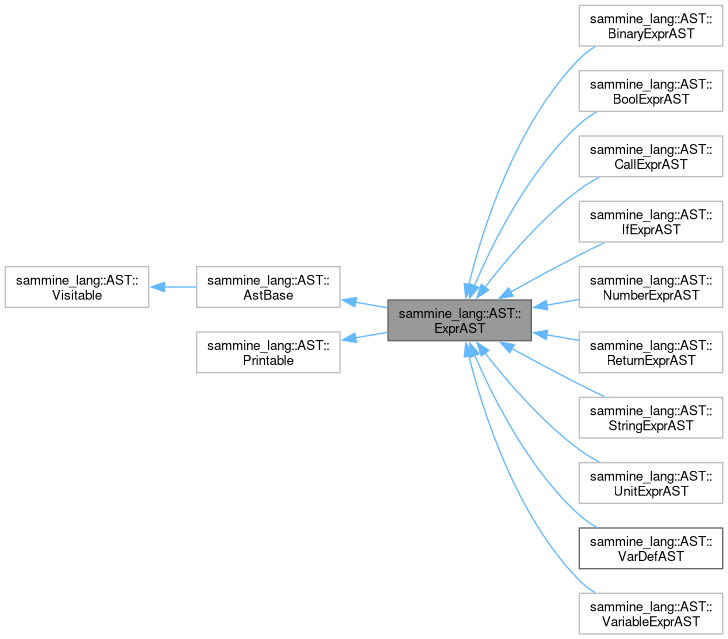 sammine_lang::AST::
BinaryExprAST
sammine_lang::AST::
BoolExprAST
sammine_lang::AST::
CallExprAST
sammine_lang::AST::
IfExprAST
sammine_lang::AST::
Visitable
sammine_lang::AST::
AstBase
sammine_lang::AST::
NumberExprAST
sammine_lang::AST::
ExprAST
sammine_lang::AST::
Printable
sammine_lang::AST::
ReturnExprAST
sammine_lang::AST::
StringExprAST
sammine_lang::AST::
UnitExprAST
sammine_lang::AST::
VarDefAST
sammine_lang::AST::
VariableExprAST